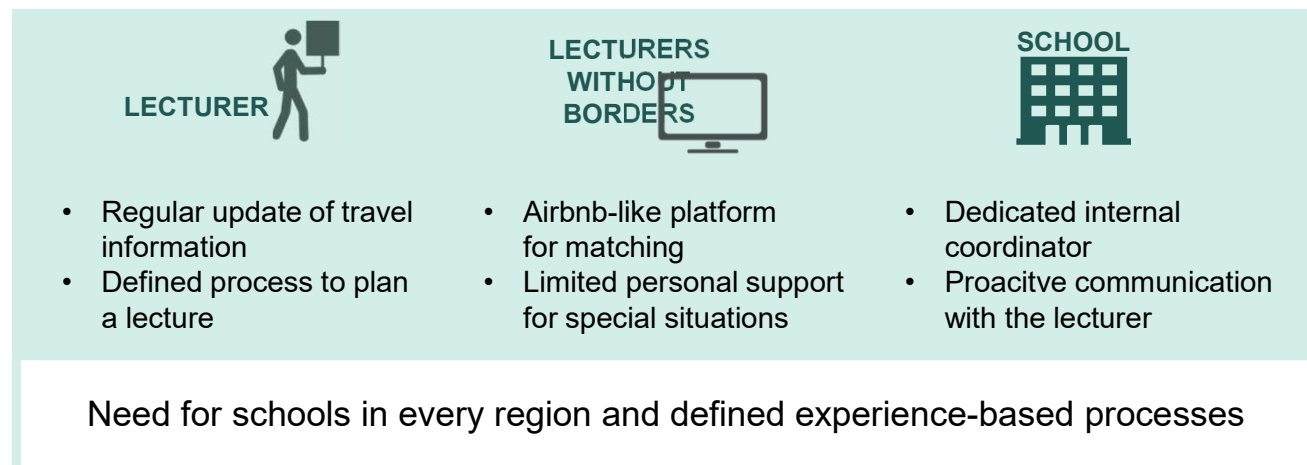 LECTURER
• Regular update of travel
information
• Defined process to plan
a lecture
LECTURERS
WITHOUT
BORDERS
• Airbnb-like platform
for matching
• Limited personal support
for special situations
SCHOOL
• Dedicated internal
coordinator
• Proacitve communication
with the lecturer
Need for schools in every region and defined experience-based processes